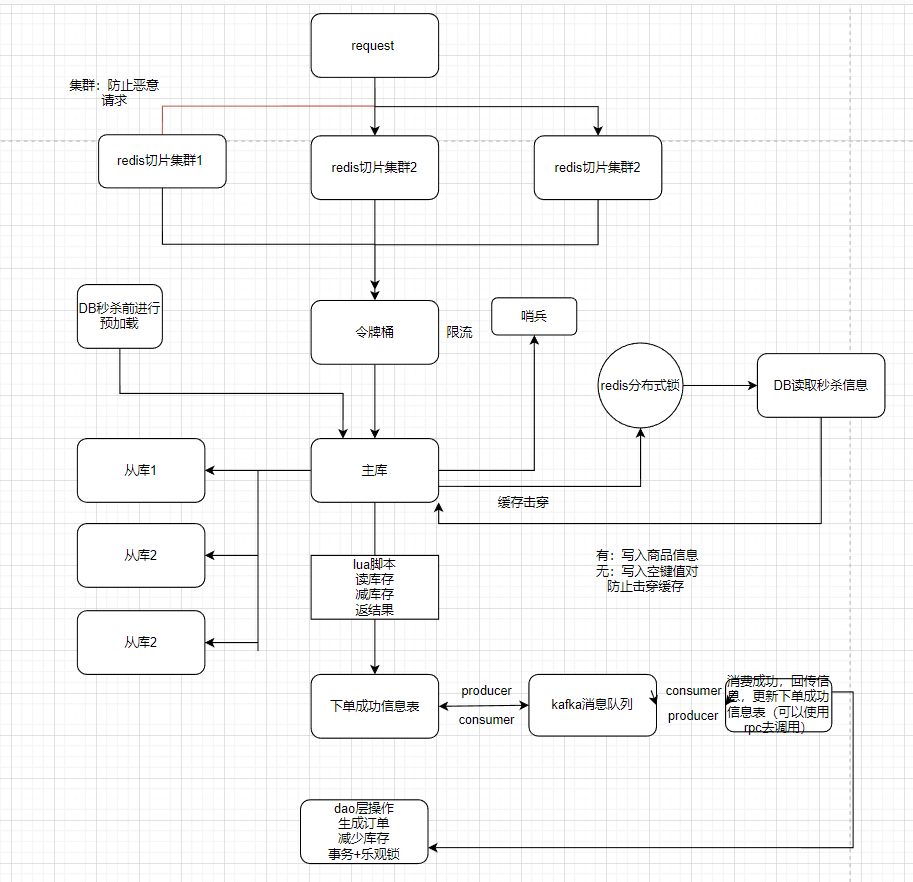 request
集群：防止恶意
请求
redis切片集群1
redis切片集群2
redis切片集群2
DB秒杀前进行
预加载
令牌桶
限流
哨兵
redis分布式锁
DB读取秒杀信息
从库1
主库
缓存击穿
从库2
有：写入商品信息
无：写入空键值对
防止击穿缓存
lua脚本
读库存
减库存
返结果
从库2
下单成功信息表
producer
consumer
kafka消息队列
consumer
producer
消费成功，回传信
息，更新下单成功
信息表（可以使用
rpc去调用）
dao层操作
生成订单
减少库存
事务+乐观锁